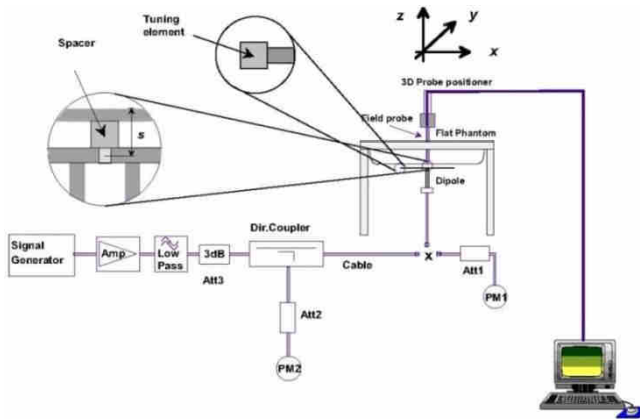 Tuning
element
Spacer
s
z
y
x
3D Probe positioner
Field probe
Flat Phantom
Dipole
Signal
Generator
Amp
Low
Pass
3dB
Att3
Dir.Coupler
Cable
X
Att1
PM1
Att2
PM2